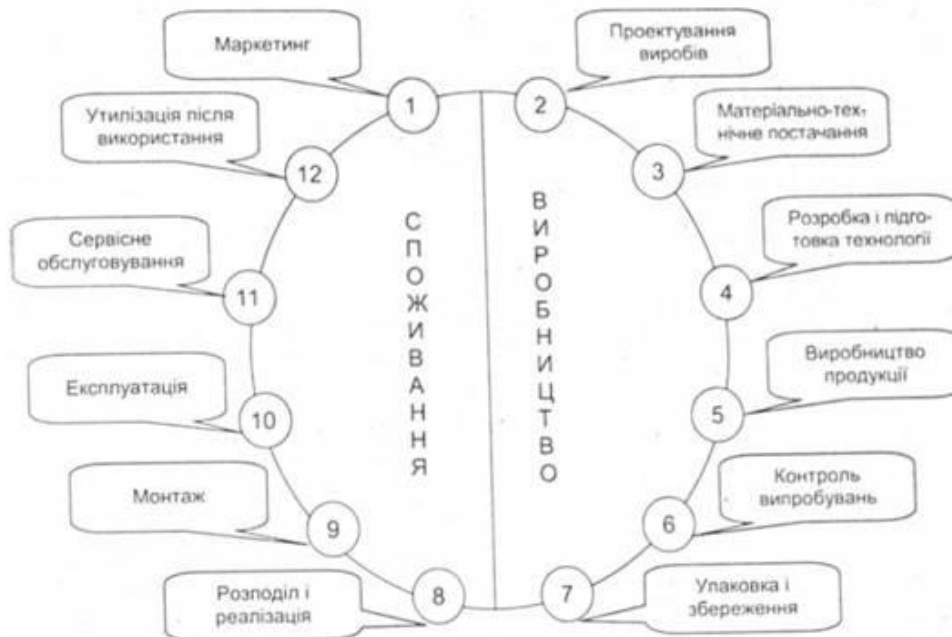 Маркетинг
1
Проектування
виробів
2
Матеріально-тех-
нічне постачання
3
Розробка і підго-
товка технології
4
Виробництво
продукції
5
Контроль
випробувань
6
Упаковка і
збереження
7
Розподіл і
реалізація
8
Монтаж
9
Експлуатація
10
Сервісне
обслуговування
11
Утилізація після
використання
12
СПОЖИВАННЯ
ВИРОБНИЦТВО